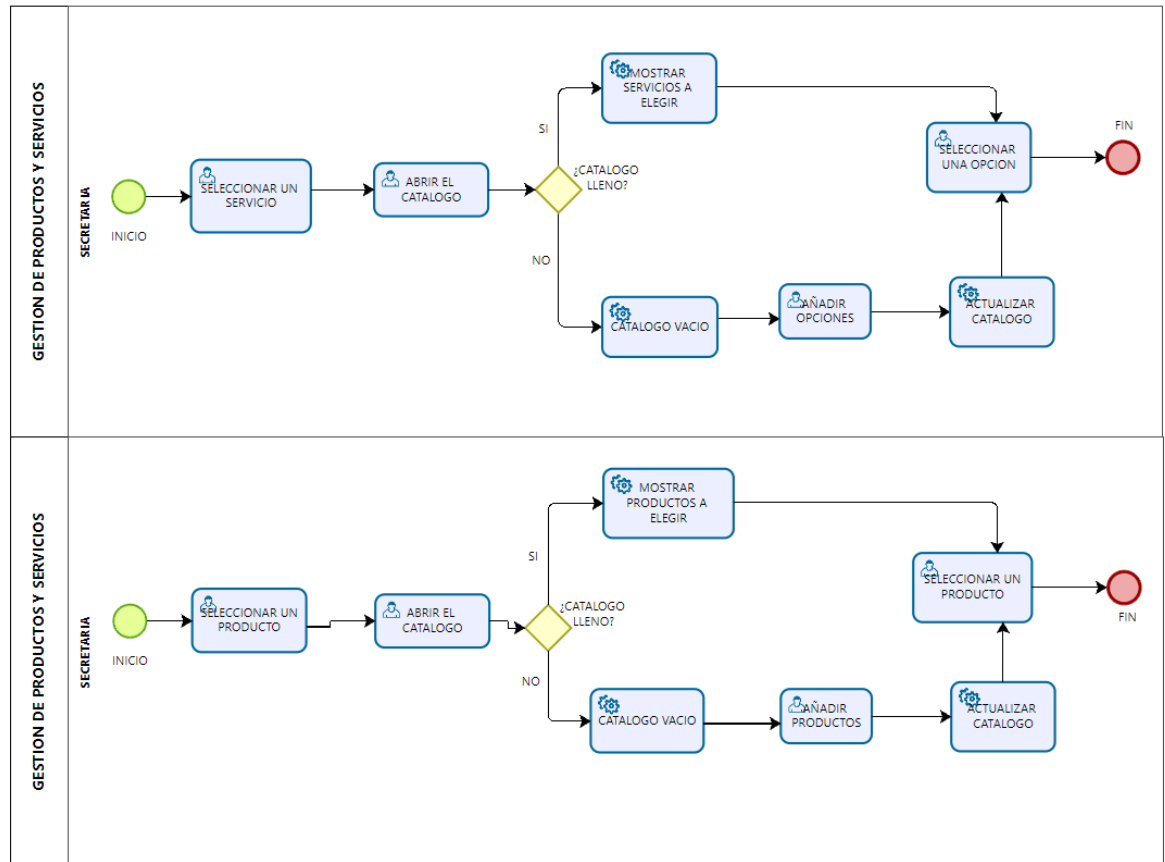 GESTION DE PRODUCTOS Y SERVICIOS
SECRETARIA
INICIO
SELECCIONAR UN
SERVICIO
ABRIR EL
CATALOGO
¿CATALOGO
LLENO?
SI
NO
MOSTRAR
SERVICIOS A
ELEGIR
CATALOGO VACIO
AÑADIR
OPCIONES
ACTUALIZAR
CATALOGO
SELECCIONAR
UNA OPCION
FIN
GESTION DE PRODUCTOS Y SERVICIOS
SECRETARIA
INICIO
SELECCIONAR UN
PRODUCTO
ABRIR EL
CATALOGO
¿CATALOGO
LLENO?
SI
NO
MOSTRAR
PRODUCTOS A
ELEGIR
CATALOGO VACIO
AÑADIR
PRODUCTOS
ACTUALIZAR
CATALOGO
SELECCIONAR UN
PRODUCTO
FIN